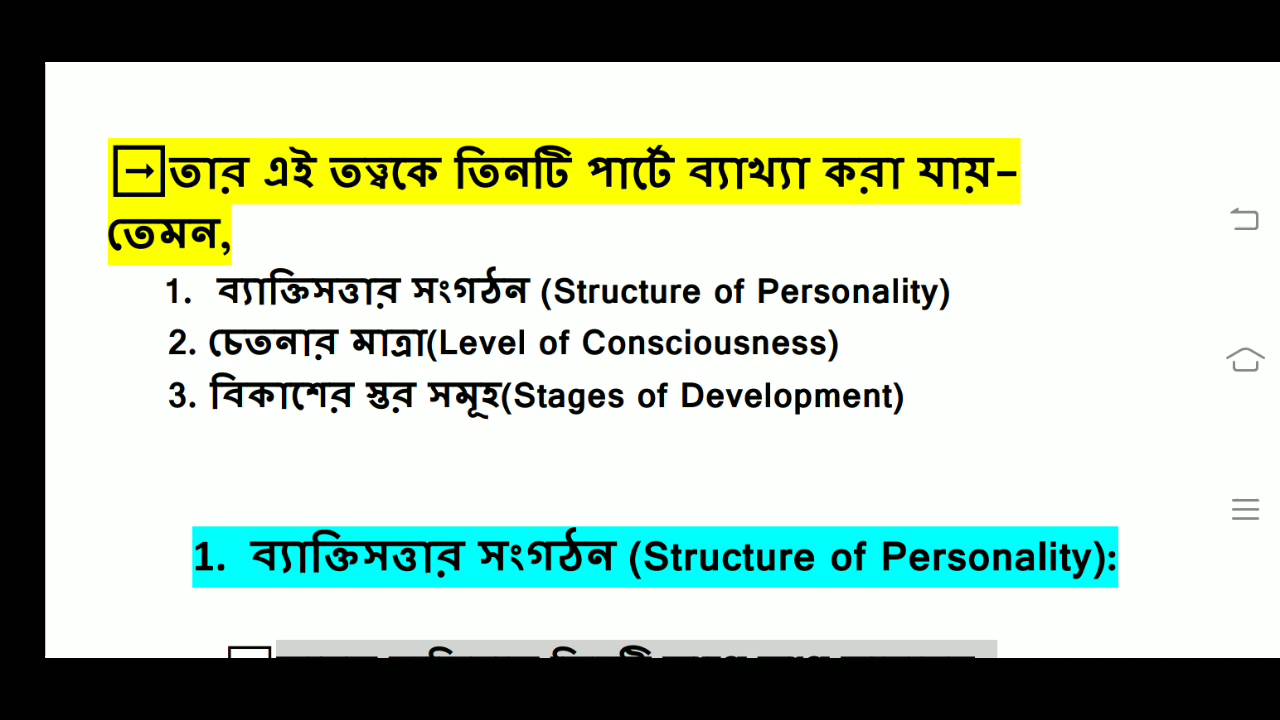 →তার এই তত্ত্বকে তিনটি পার্টে ব্যাখ্যা করা যায়–
তেমন,
1. ব্যাক্তিসত্তার সংগঠন (Structure of Personality)
2. চেতনার মাত্রা(Level of Consciousness)
3. বিকাশের স্তর সমূহ(Stages of Development)
1. ব্যাক্তিসত্তার সংগঠন (Structure of Personality):